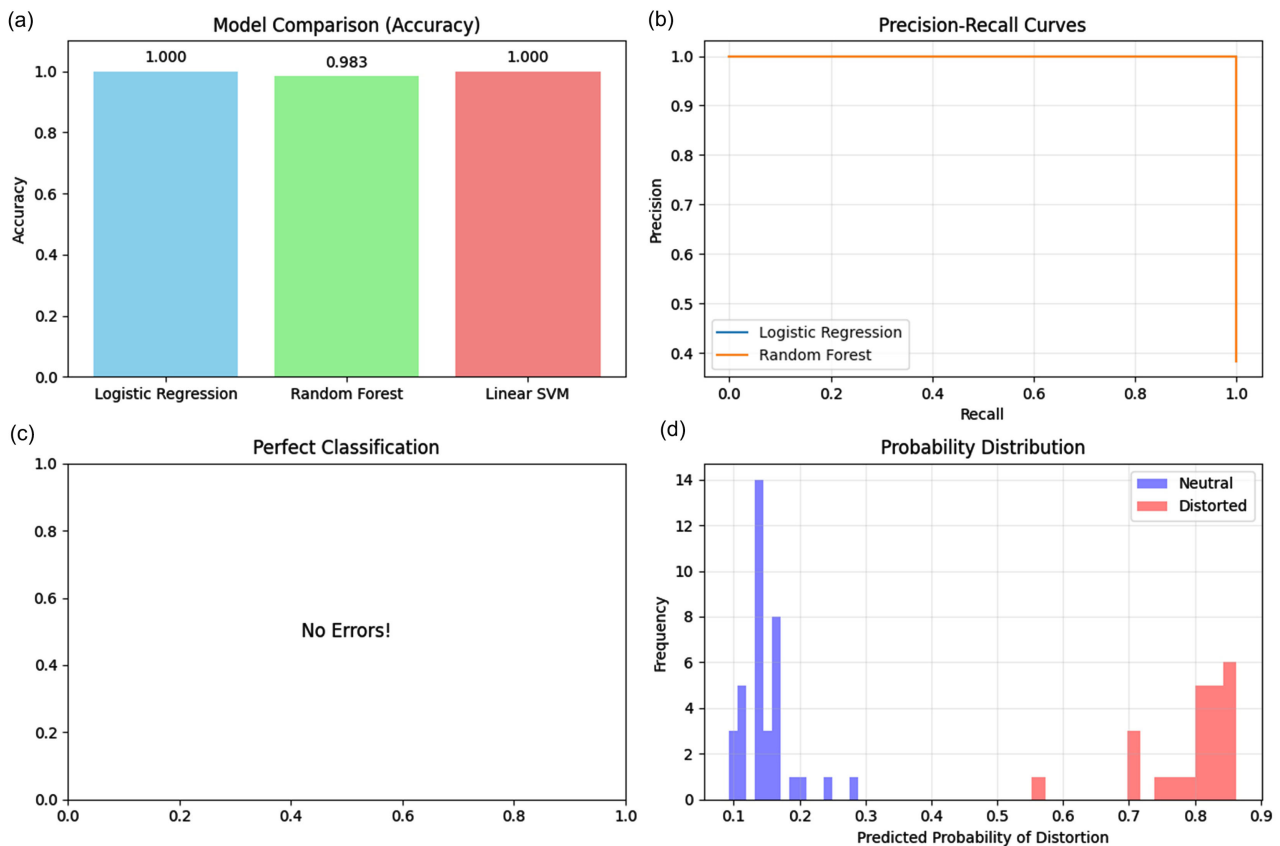 (a)
Model Comparison (Accuracy)
1.000
0.983
1.000
1.0
0.8
0.6
0.4
0.2
0.0
Accuracy
Logistic Regression
Random Forest
Linear SVM
(b)
Precision-Recall Curves
1.0
0.9
0.8
0.7
0.6
0.5
0.4
Precision
Logistic Regression
Random Forest
0.0
0.2
0.4
0.6
0.8
1.0
Recall
(c)
Perfect Classification
1.0
0.8
0.6
0.4
0.2
0.0
No Errors!
0.0
0.2
0.4
0.6
0.8
1.0
(d)
Probability Distribution
14
12
10
8
6
4
2
0
Frequency
Neutral
Distorted
0.1
0.2
0.3
0.4
0.5
0.6
0.7
0.8
0.9
Predicted Probability of Distortion